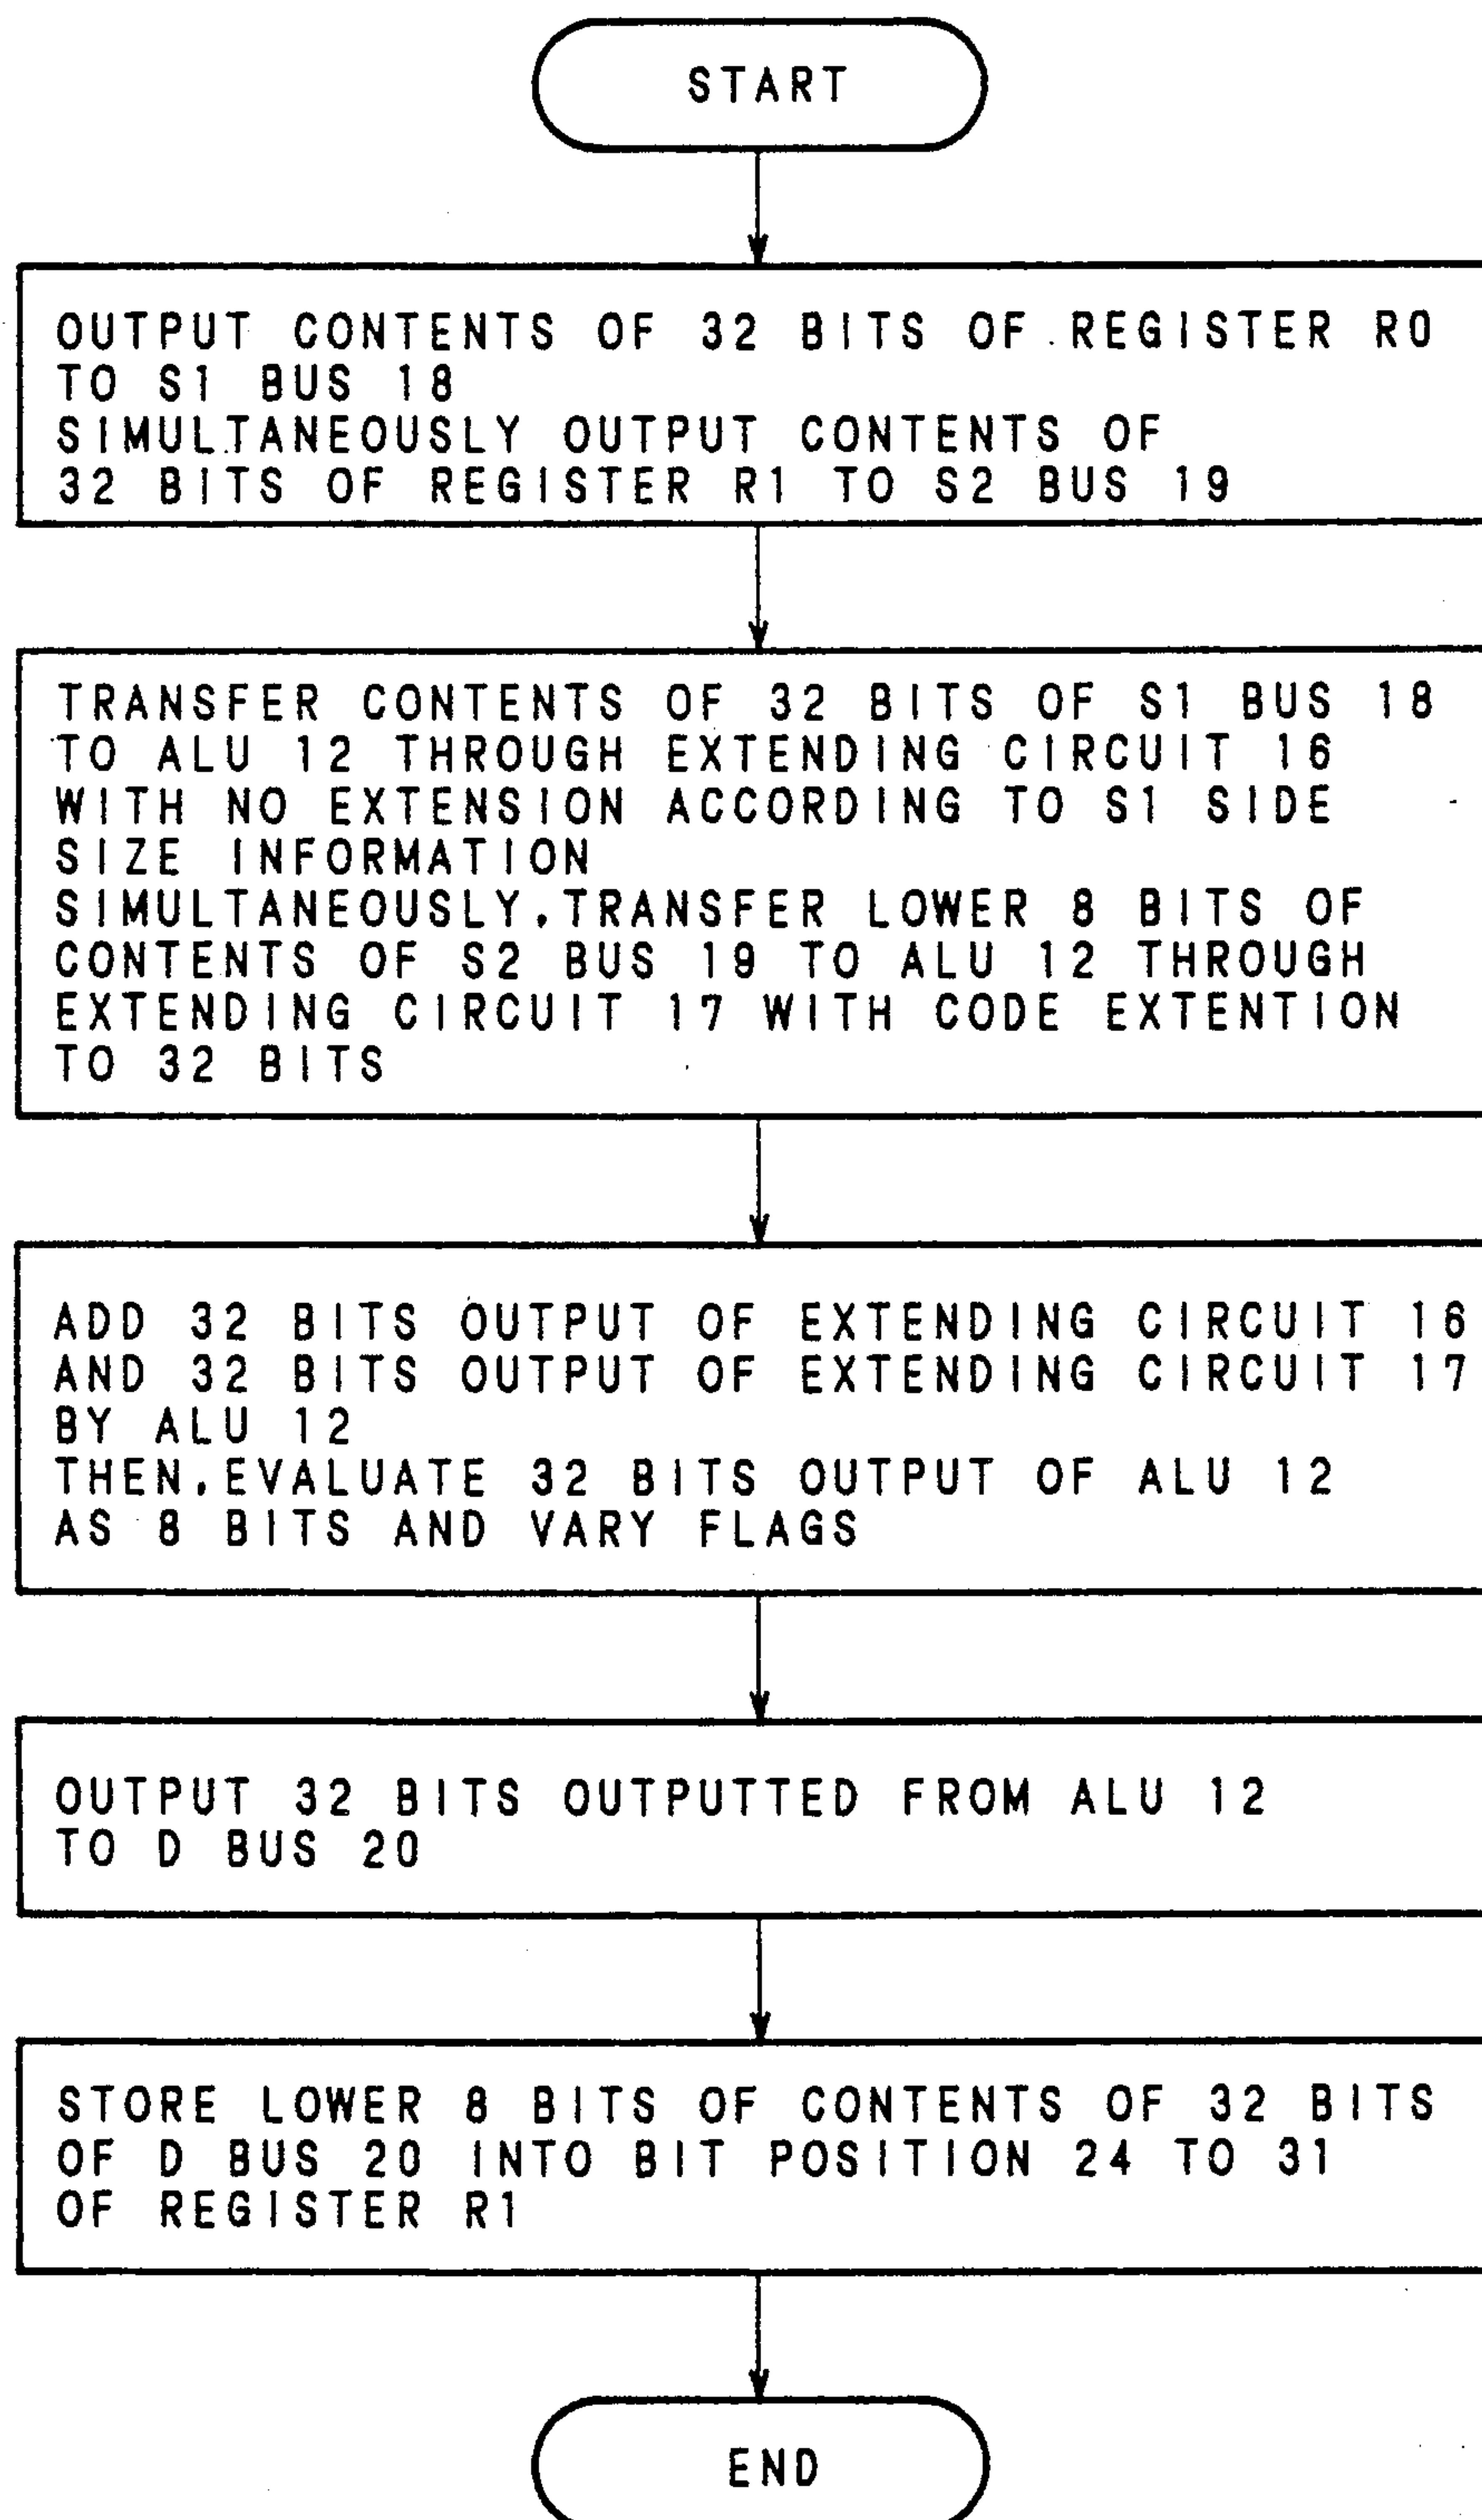 START
OUTPUT CONTENTS OF 32 BITS OF REGISTER R0
TO S1 BUS 18
SIMULTANEOUSLY OUTPUT CONTENTS OF
32 BITS OF REGISTER R1 TO S2 BUS 19
TRANSFER CONTENTS OF 32 BITS OF S1 BUS 18
TO ALU 12 THROUGH EXTENDING CIRCUIT 16
WITH NO EXTENSION ACCORDING TO S1 SIDE
SIZE INFORMATION
SIMULTANEOUSLY,TRANSFER LOWER 8 BITS OF
CONTENTS OF S2 BUS 19 TO ALU 12 THROUGH
EXTENDING CIRCUIT 17 WITH CODE EXTENTION
TO 32 BITS
ADD 32 BITS OUTPUT OF EXTENDING CIRCUIT 16
AND 32 BITS OUTPUT OF EXTENDING CIRCUIT 17
BY ALU 12
THEN,EVALUATE 32 BITS OUTPUT OF ALU 12
AS 8 BITS AND VARY FLAGS
OUTPUT 32 BITS OUTPUTTED FROM ALU 12
TO D BUS 20
STORE LOWER 8 BITS OF CONTENTS OF 32 BITS
OF D BUS 20 INTO BIT POSITION 24 TO 31
OF REGISTER R1
END